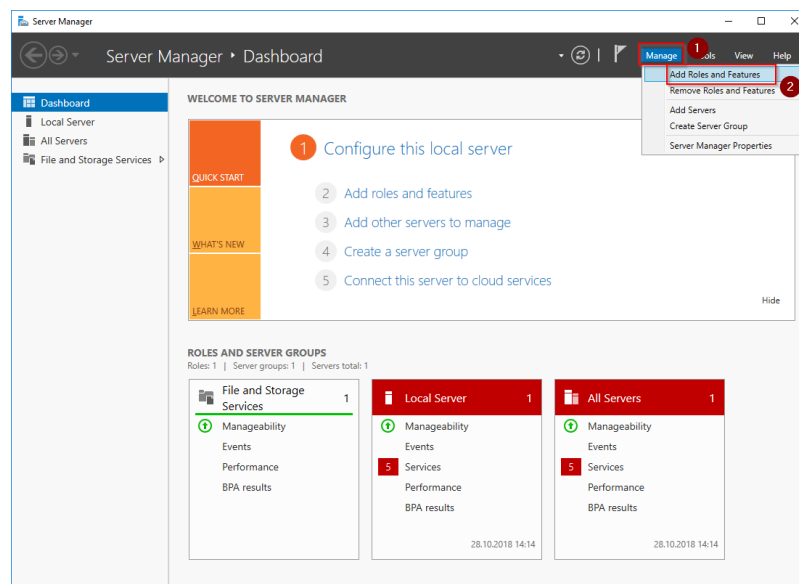 Server Manager
Server Manager • Dashboard
Manage
Tools
View
Help
1
Add Roles and Features
2
Remove Roles and Features
Add Servers
Create Server Group
Server Manager Properties
Dashboard
Local Server
All Servers
File and Storage Services
WELCOME TO SERVER MANAGER
QUICK START
WHAT'S NEW
LEARN MORE
1 Configure this local server
2 Add roles and features
3 Add other servers to manage
4 Create a server group
5 Connect this server to cloud services
Hide
ROLES AND SERVER GROUPS
Roles: 1 | Server groups: 1 | Servers total: 1
File and Storage Services 1
Manageability
Events
Performance
BPA results
Local Server 1
Manageability
Events
5 Services
Performance
BPA results
28.10.2018 14:14
All Servers 1
Manageability
Events
5 Services
Performance
BPA results
28.10.2018 14:14